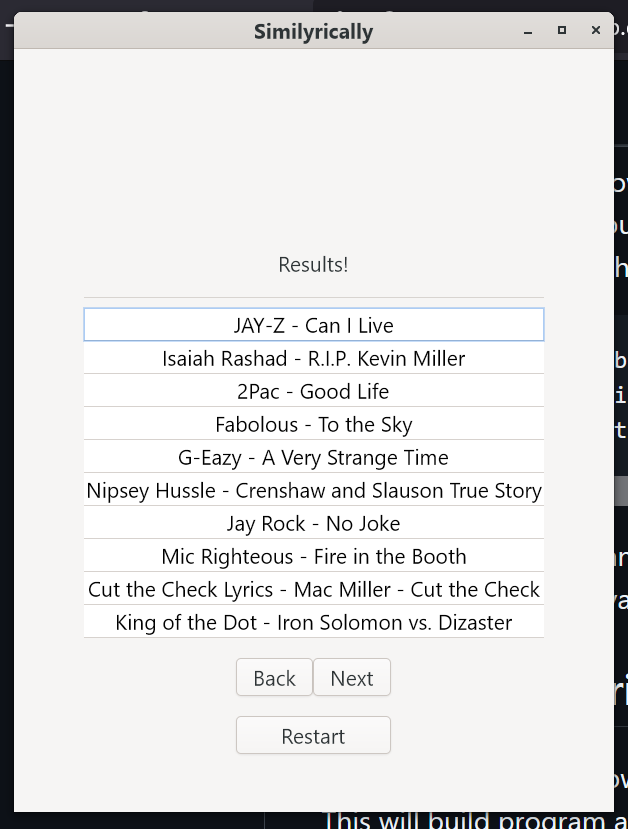 Similyrically
Results!
JAY-Z - Can I Live
Isaiah Rashad - R.I.P. Kevin Miller
2Pac - Good Life
Fabolous - To the Sky
G-Eazy - A Very Strange Time
Nipsey Hussle - Crenshaw and Slauson True Story
Jay Rock - No Joke
Mic Righteous - Fire in the Booth
Cut the Check Lyrics - Mac Miller - Cut the Check
King of the Dot - Iron Solomon vs. Dizaster
Back Next
Restart
This will build program a